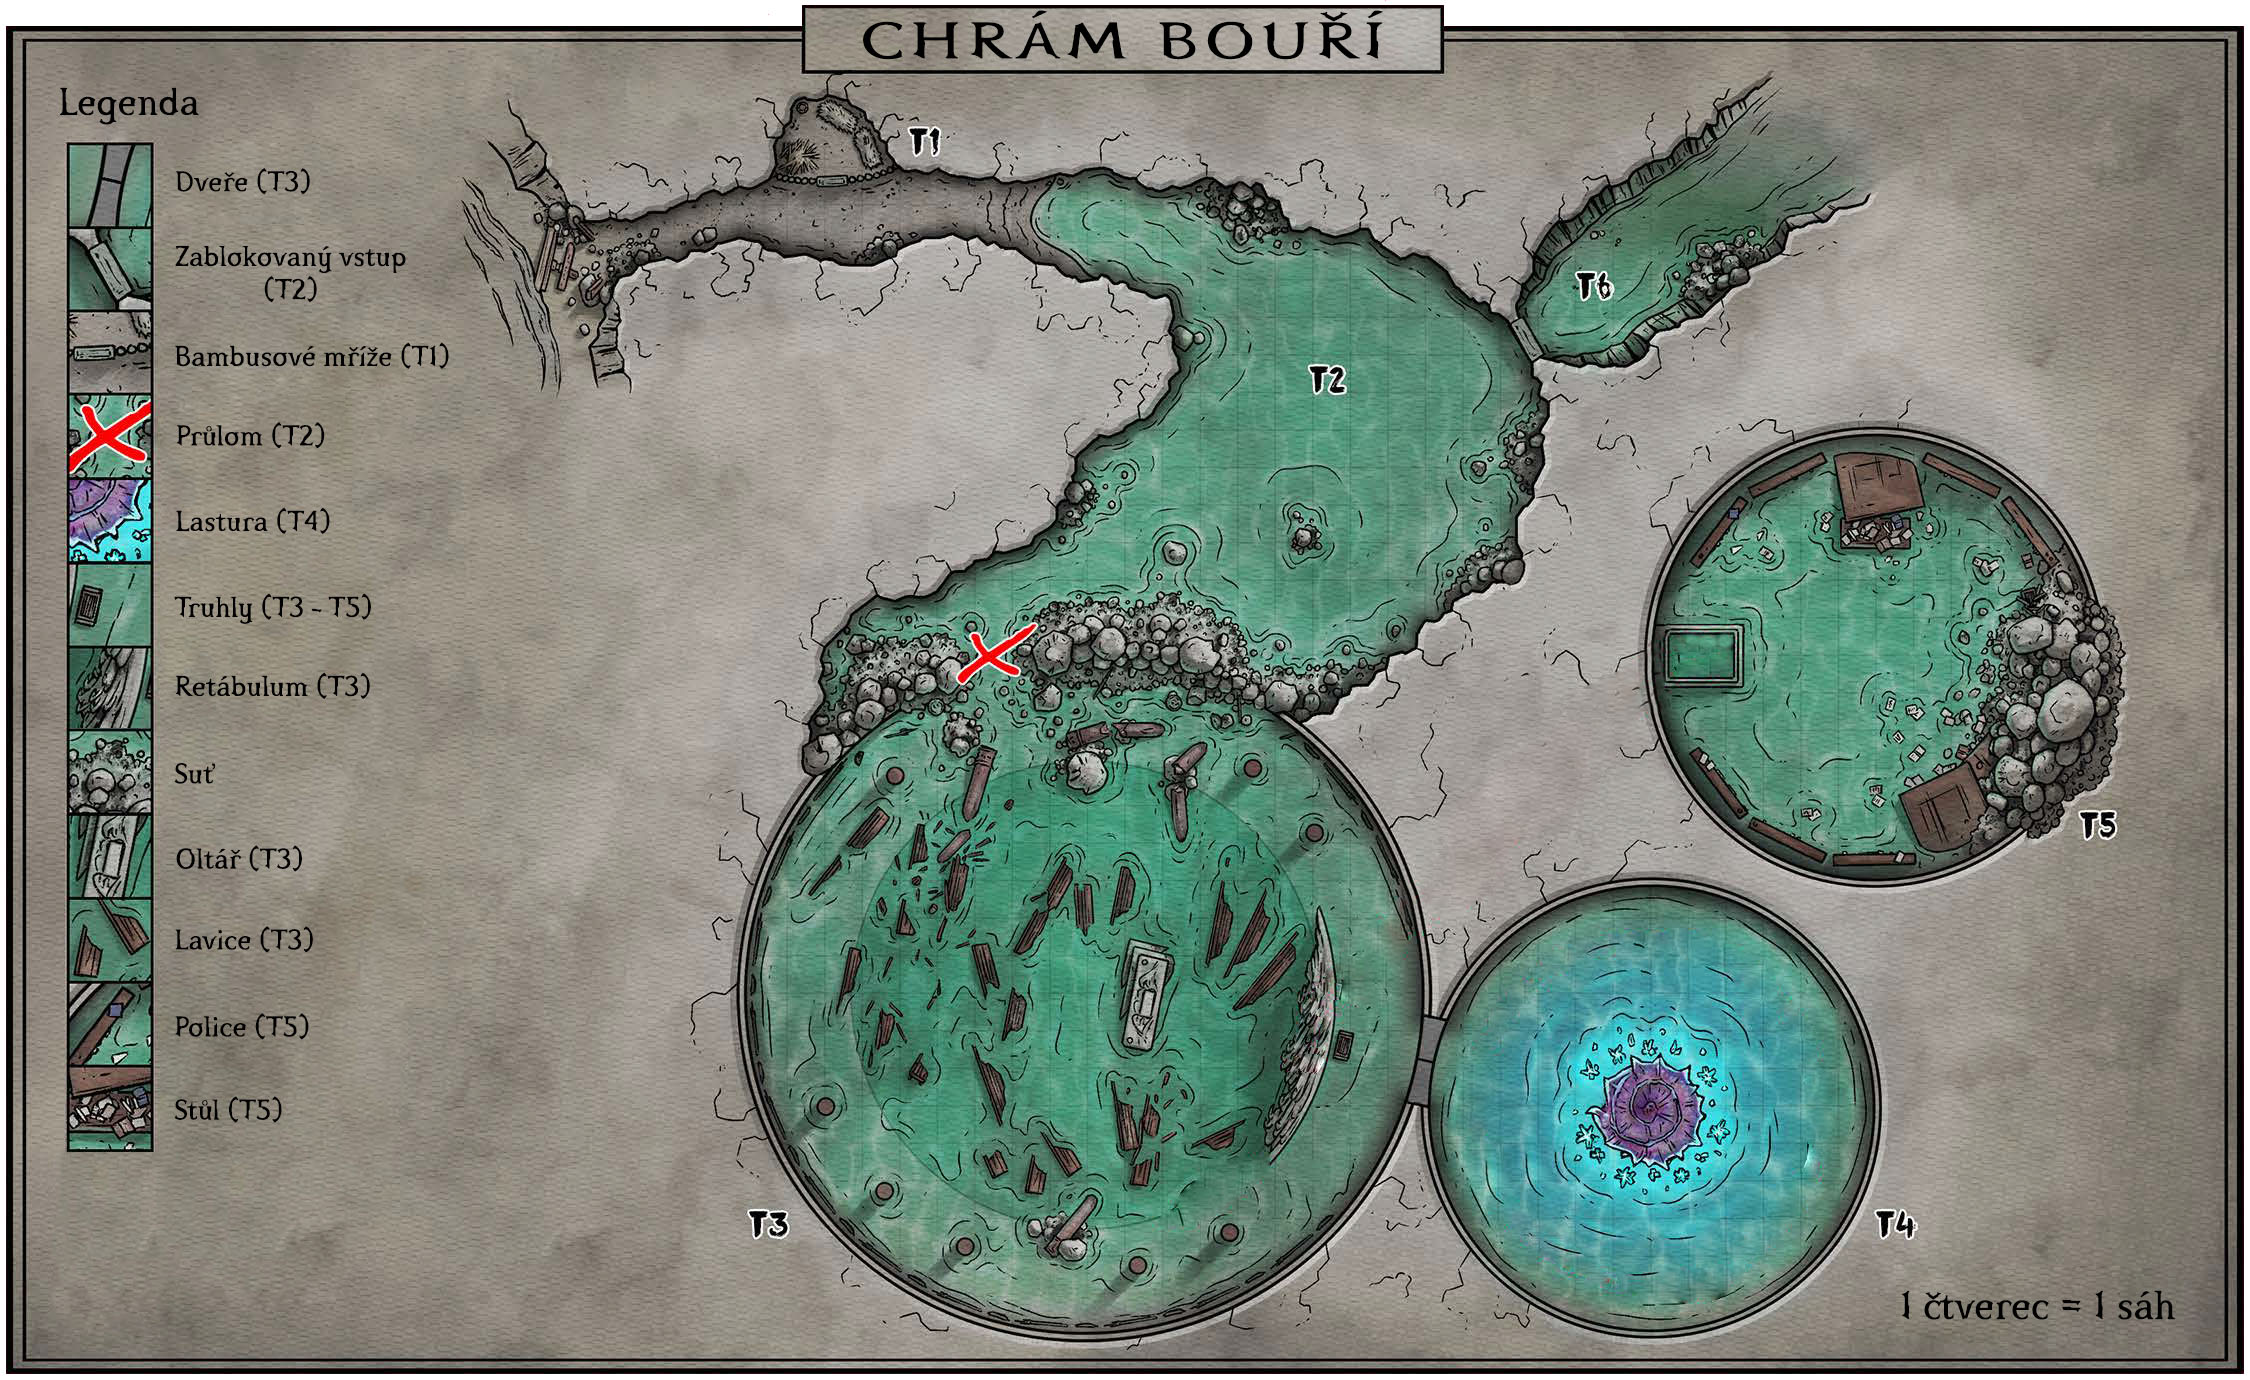 CHRÁM BOUŘÍ
Legenda
Dveře (T3)
Zablokovaný vstup
(T2)
Bambusové mříže (T1)
Průlom (T2)
Lastura (T4)
Truhly (T3 - T5)
Retábulum (T3)
Suť
Oltář (T3)
Lavice (T3)
Police (T5)
Stůl (T5)
T1
T6
T2
T5
T3
T4
1 čtverec = 1 sáh